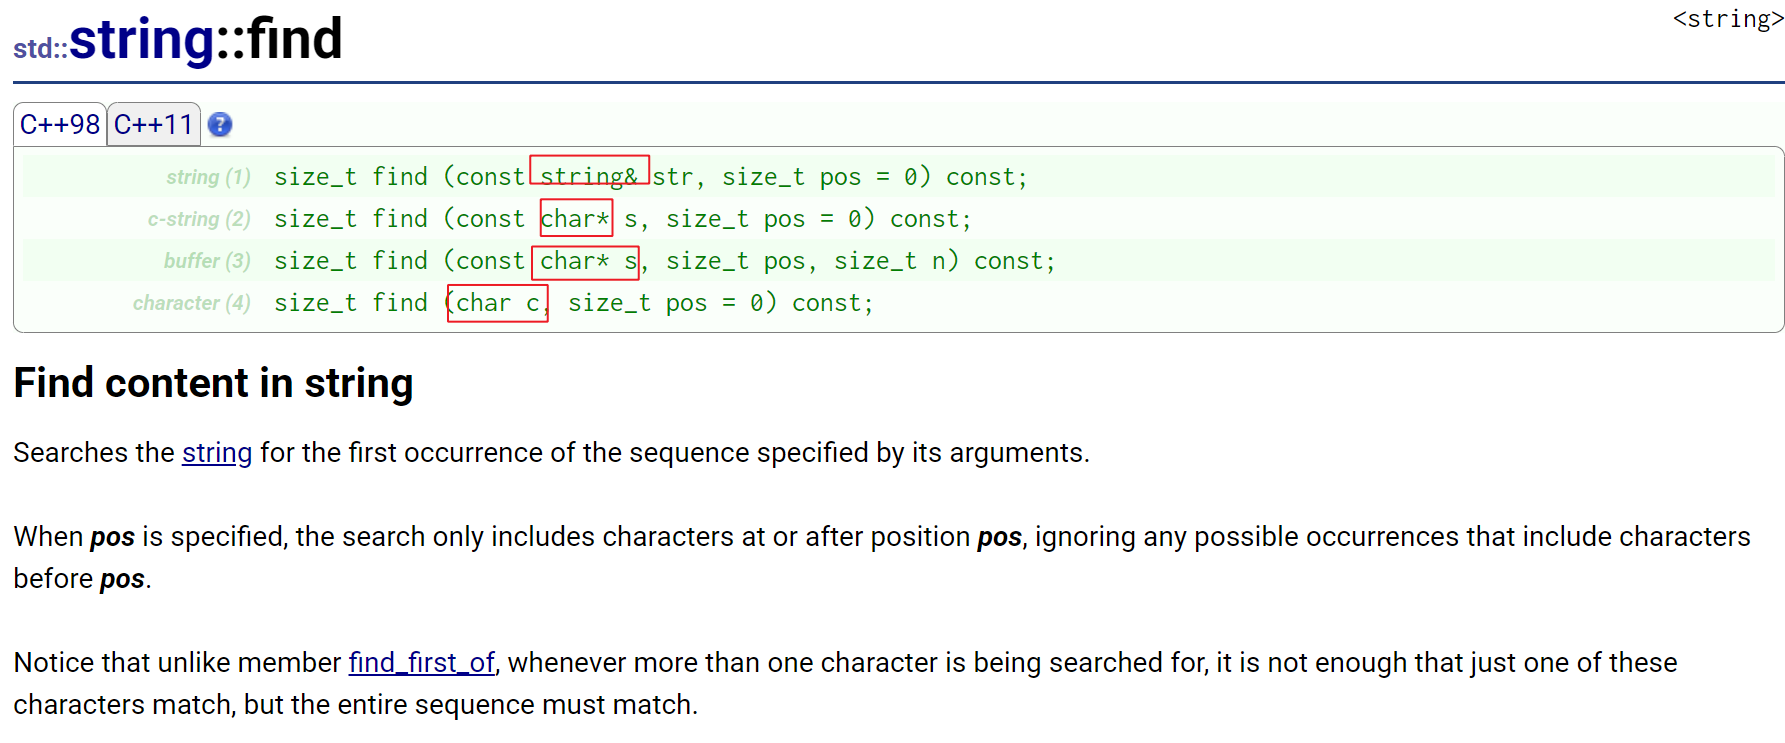 std::string::find
<string>
C++98 C++11 ?
string (1) size_t find (const string& str, size_t pos = 0) const;
c-string (2) size_t find (const char* s, size_t pos = 0) const;
buffer (3) size_t find (const char* s, size_t pos, size_t n) const;
character (4) size_t find (char c, size_t pos = 0) const;
Find content in string
Searches the string for the first occurrence of the sequence specified by its arguments.
When pos is specified, the search only includes characters at or after position pos, ignoring any possible occurrences that include characters
before pos.
Notice that unlike member find_first_of, whenever more than one character is being searched for, it is not enough that just one of these
characters match, but the entire sequence must match.